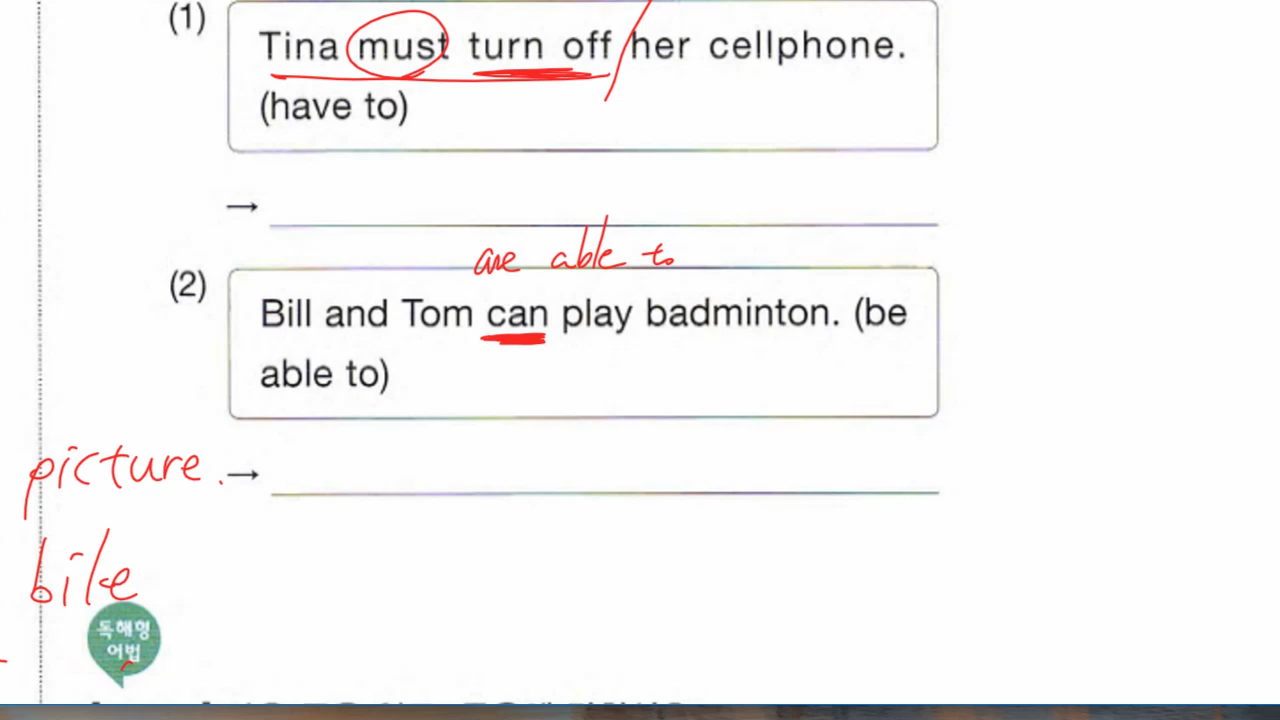 (1)
Tina must turn off her cellphone.
(have to)
→
are able to
(2)
Bill and Tom can play badminton. (be
able to)
picture. →
bike
독해형
어법